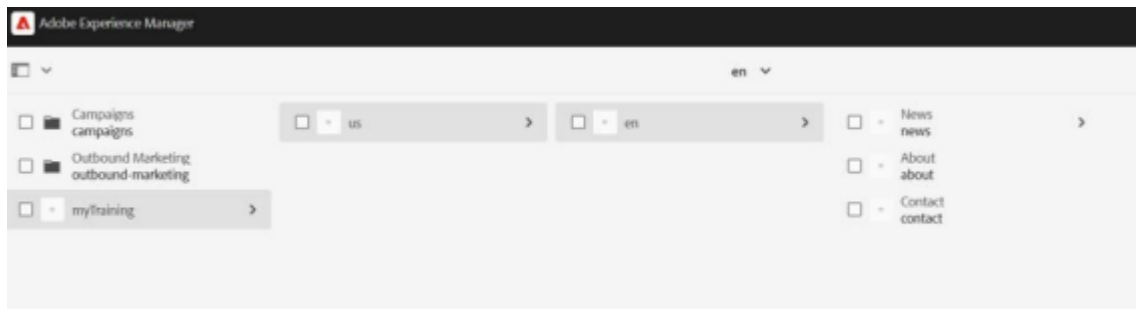 Adobe Experience Manager
en
Campaigns
campaigns
Outbound Marketing
outbound-marketing
myTraining
us
en
News
news
About
about
Contact
contact